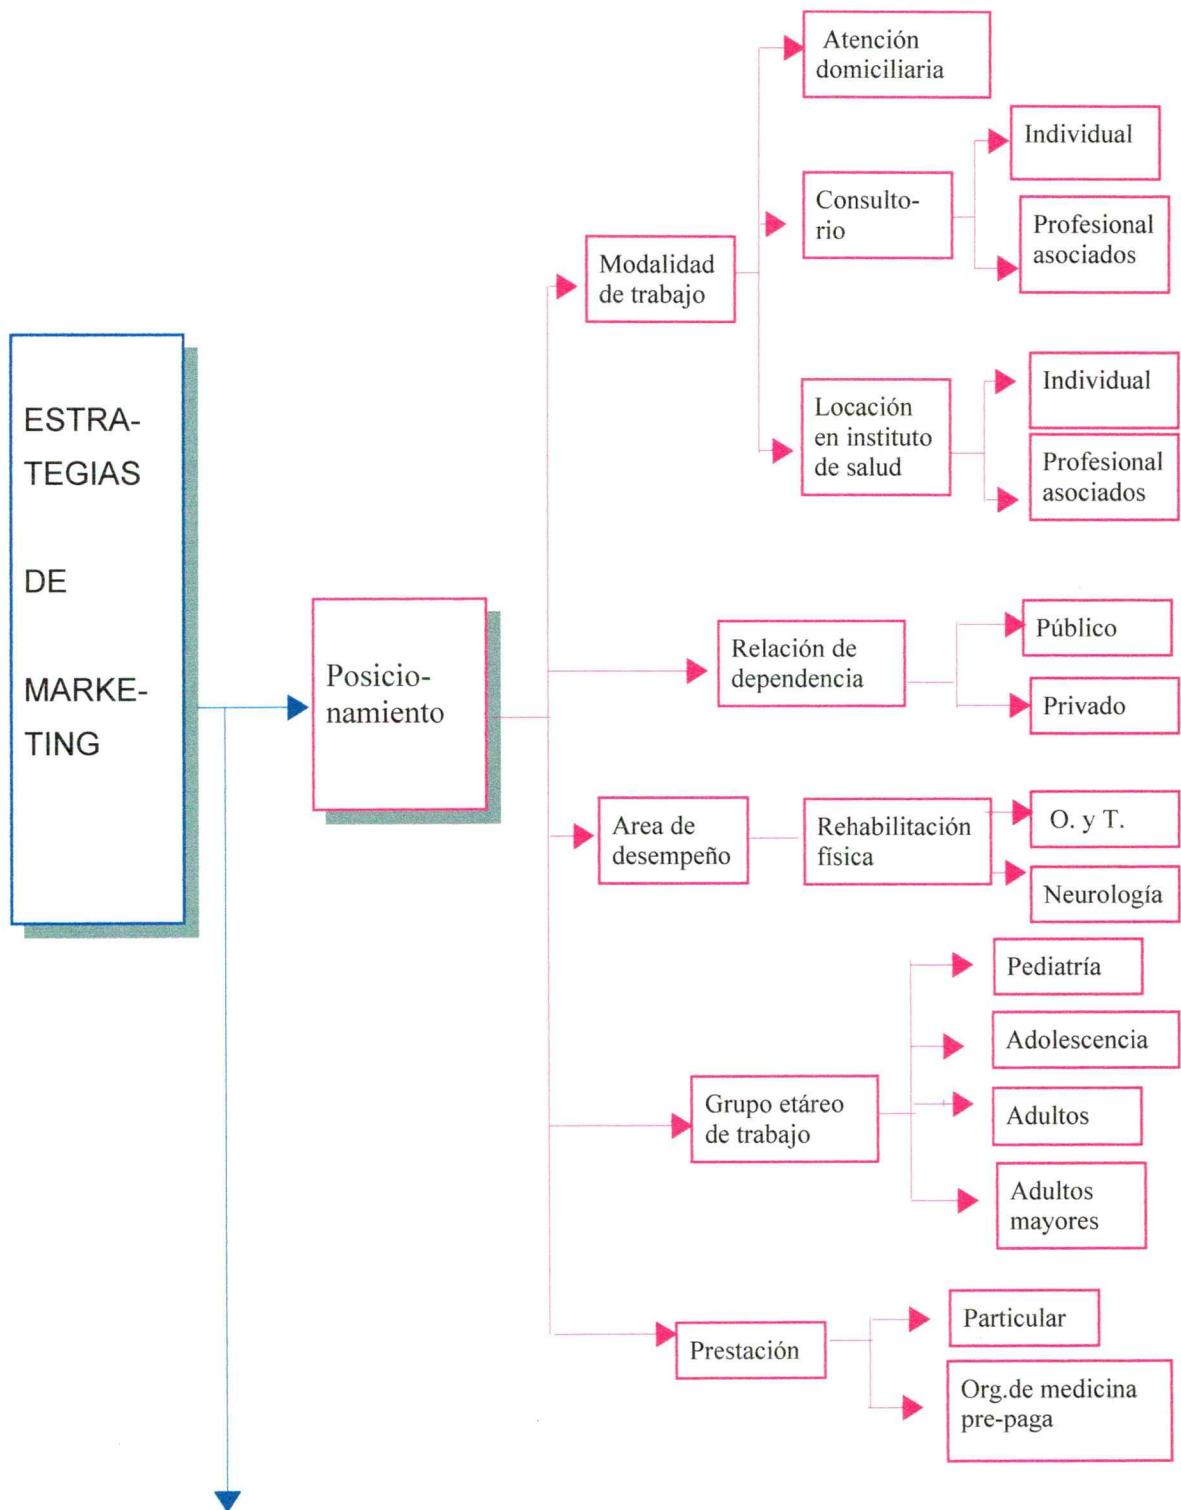 Atención
domiciliaria
Individual
Consulto-
rio
Profesional
asociados
Modalidad
de trabajo
Individual
Locación
en instituto
de salud
Profesional
asociados
ESTRA-
TEGIAS
DE
MARKE-
TING
Posicio-
namiento
Relación de
dependencia
Público
Privado
Area de
desempeño
Rehabilitación
física
O. y T.
Neurología
Grupo etáreo
de trabajo
Pediatría
Adolescencia
Adultos
Adultos
mayores
Prestación
Particular
Org.de medicina
pre-paga